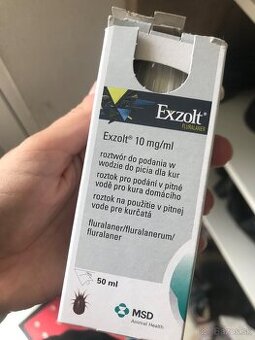 Exzolt®
FLURALANER
Exzolt® 10 mg/ml
roztwór do podania w
wodzie do picia dla kur
roztok pro podání v pitné
vodě pro kura domácího
roztok na použitie v pitnej
vode pre kurčatá
fluralaner/fluralanerum/
fluralaner
50 ml
MSD
Animal Health